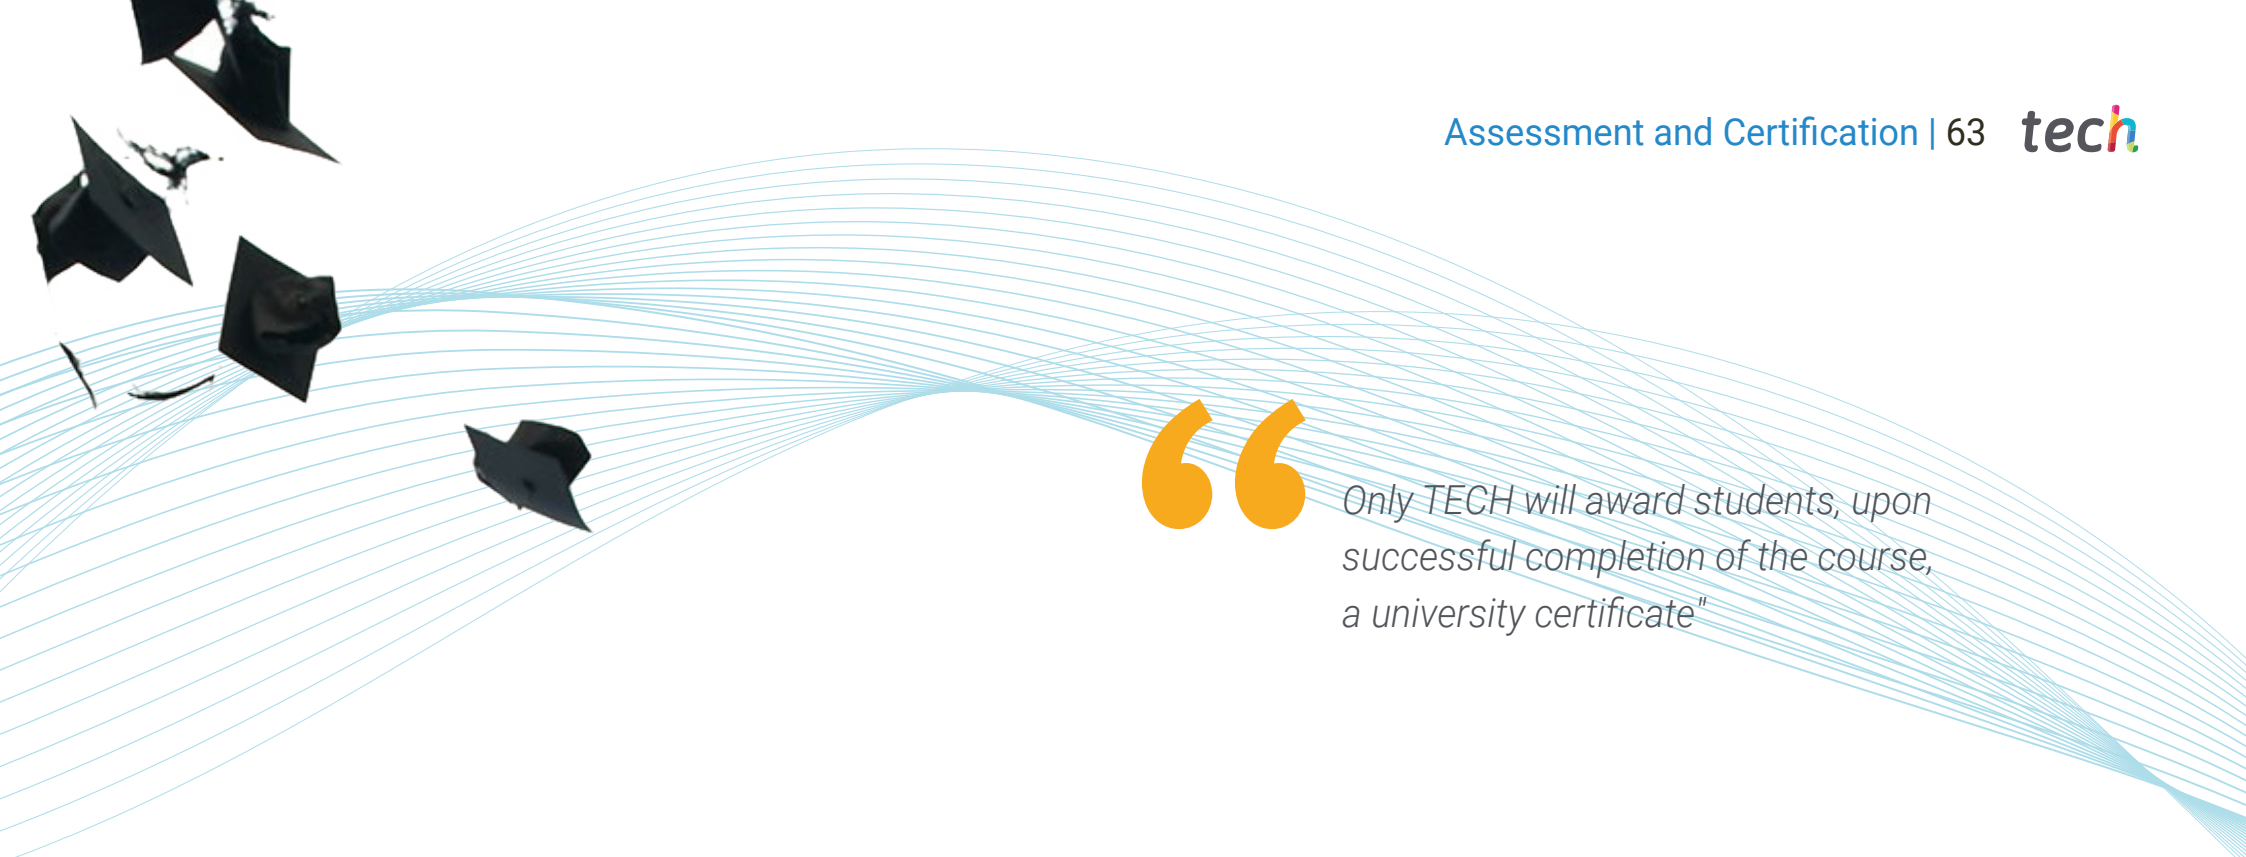 Assessment and Certification | 63 tech
“Only TECH will award students, upon
successful completion of the course,
a university certificate"